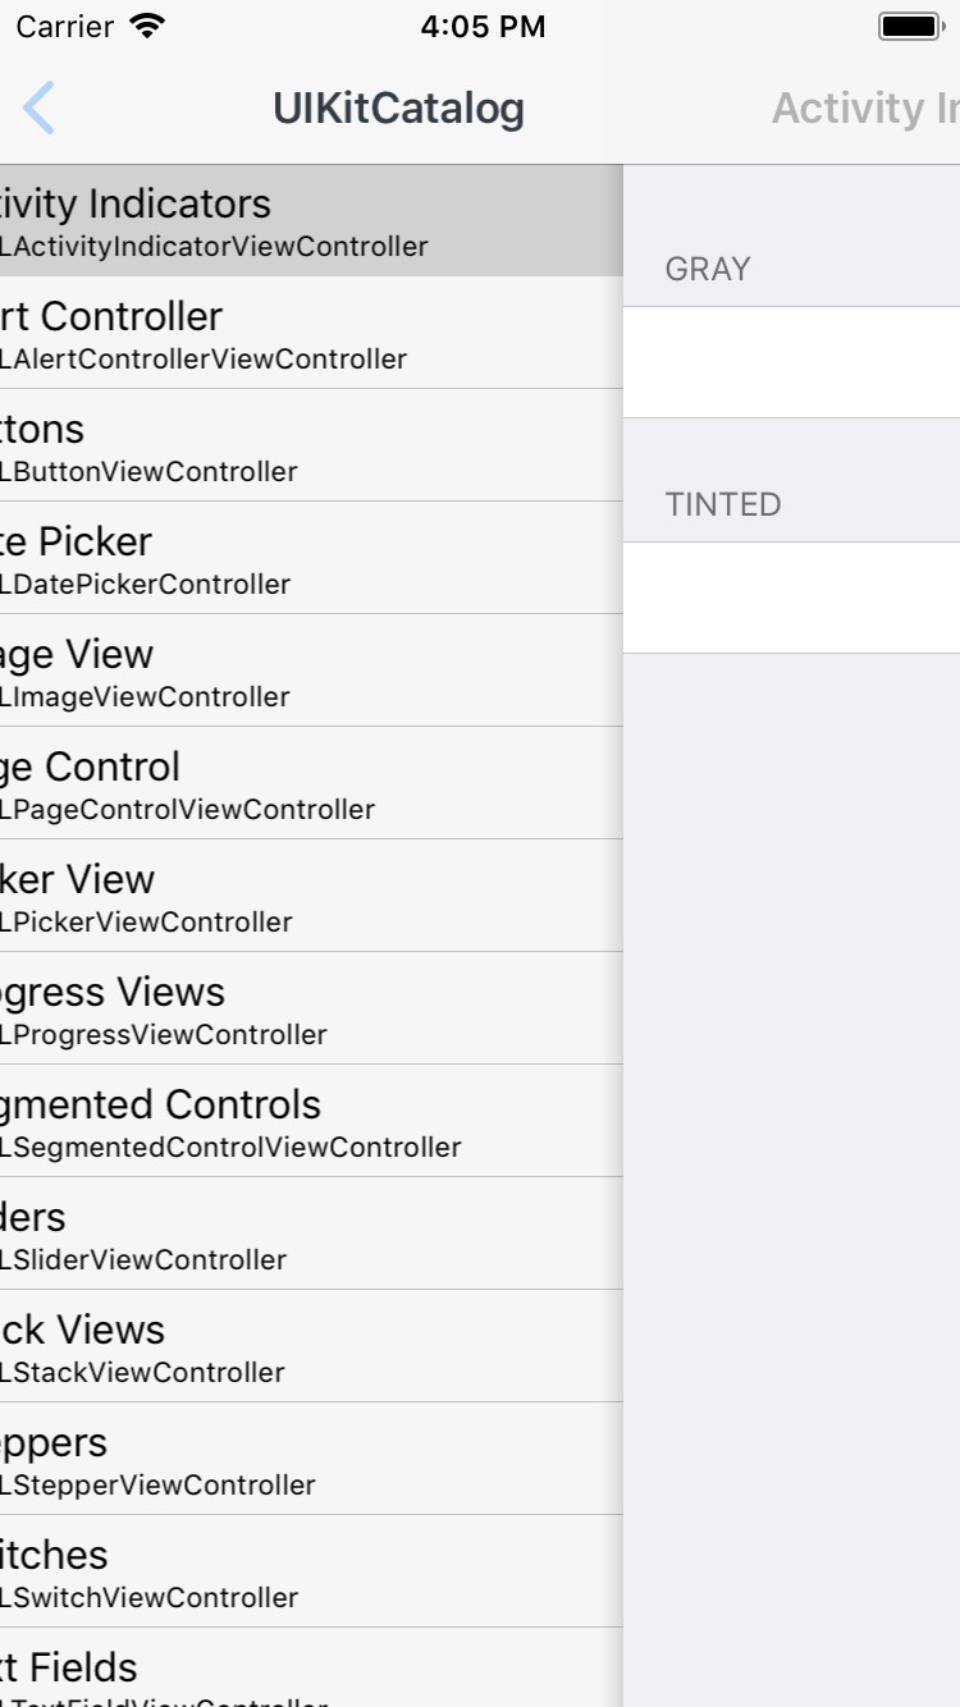 Carrier 4:05 PM
UIKitCatalog Activity
tivity Indicators
LActivityIndicatorViewController
GRAY
rt Controller
LAlertControllerViewController
ttons
LButtonViewController
TINTED
te Picker
LDatePickerController
age View
LImageViewController
ge Control
LPageControlViewController
ker View
LPickerViewController
ogress Views
LProgressViewController
gmented Controls
LSegmentedControlViewController
ders
LSliderViewController
ck Views
LStackViewController
eppers
LStepperViewController
itches
LSwitchViewController
xt Fields
LTextFieldViewController